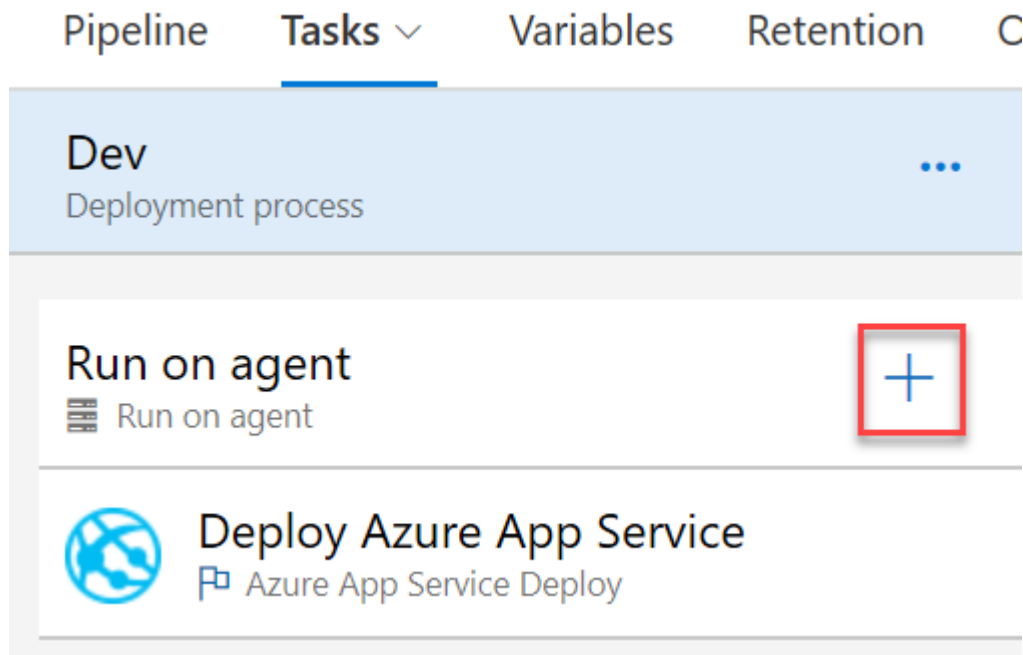 Pipeline Tasks Variables Retention
Dev
Deployment process
Run on agent
Run on agent
Deploy Azure App Service
Azure App Service Deploy